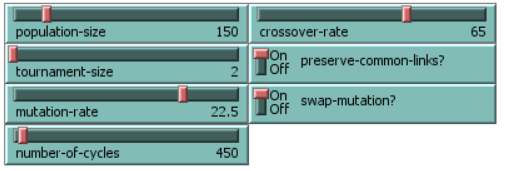 population-size 150
crossover-rate 65
tournament-size 2
On
Off
preserve-common-links?
mutation-rate 22.5
On
Off
swap-mutation?
number-of-cycles 450